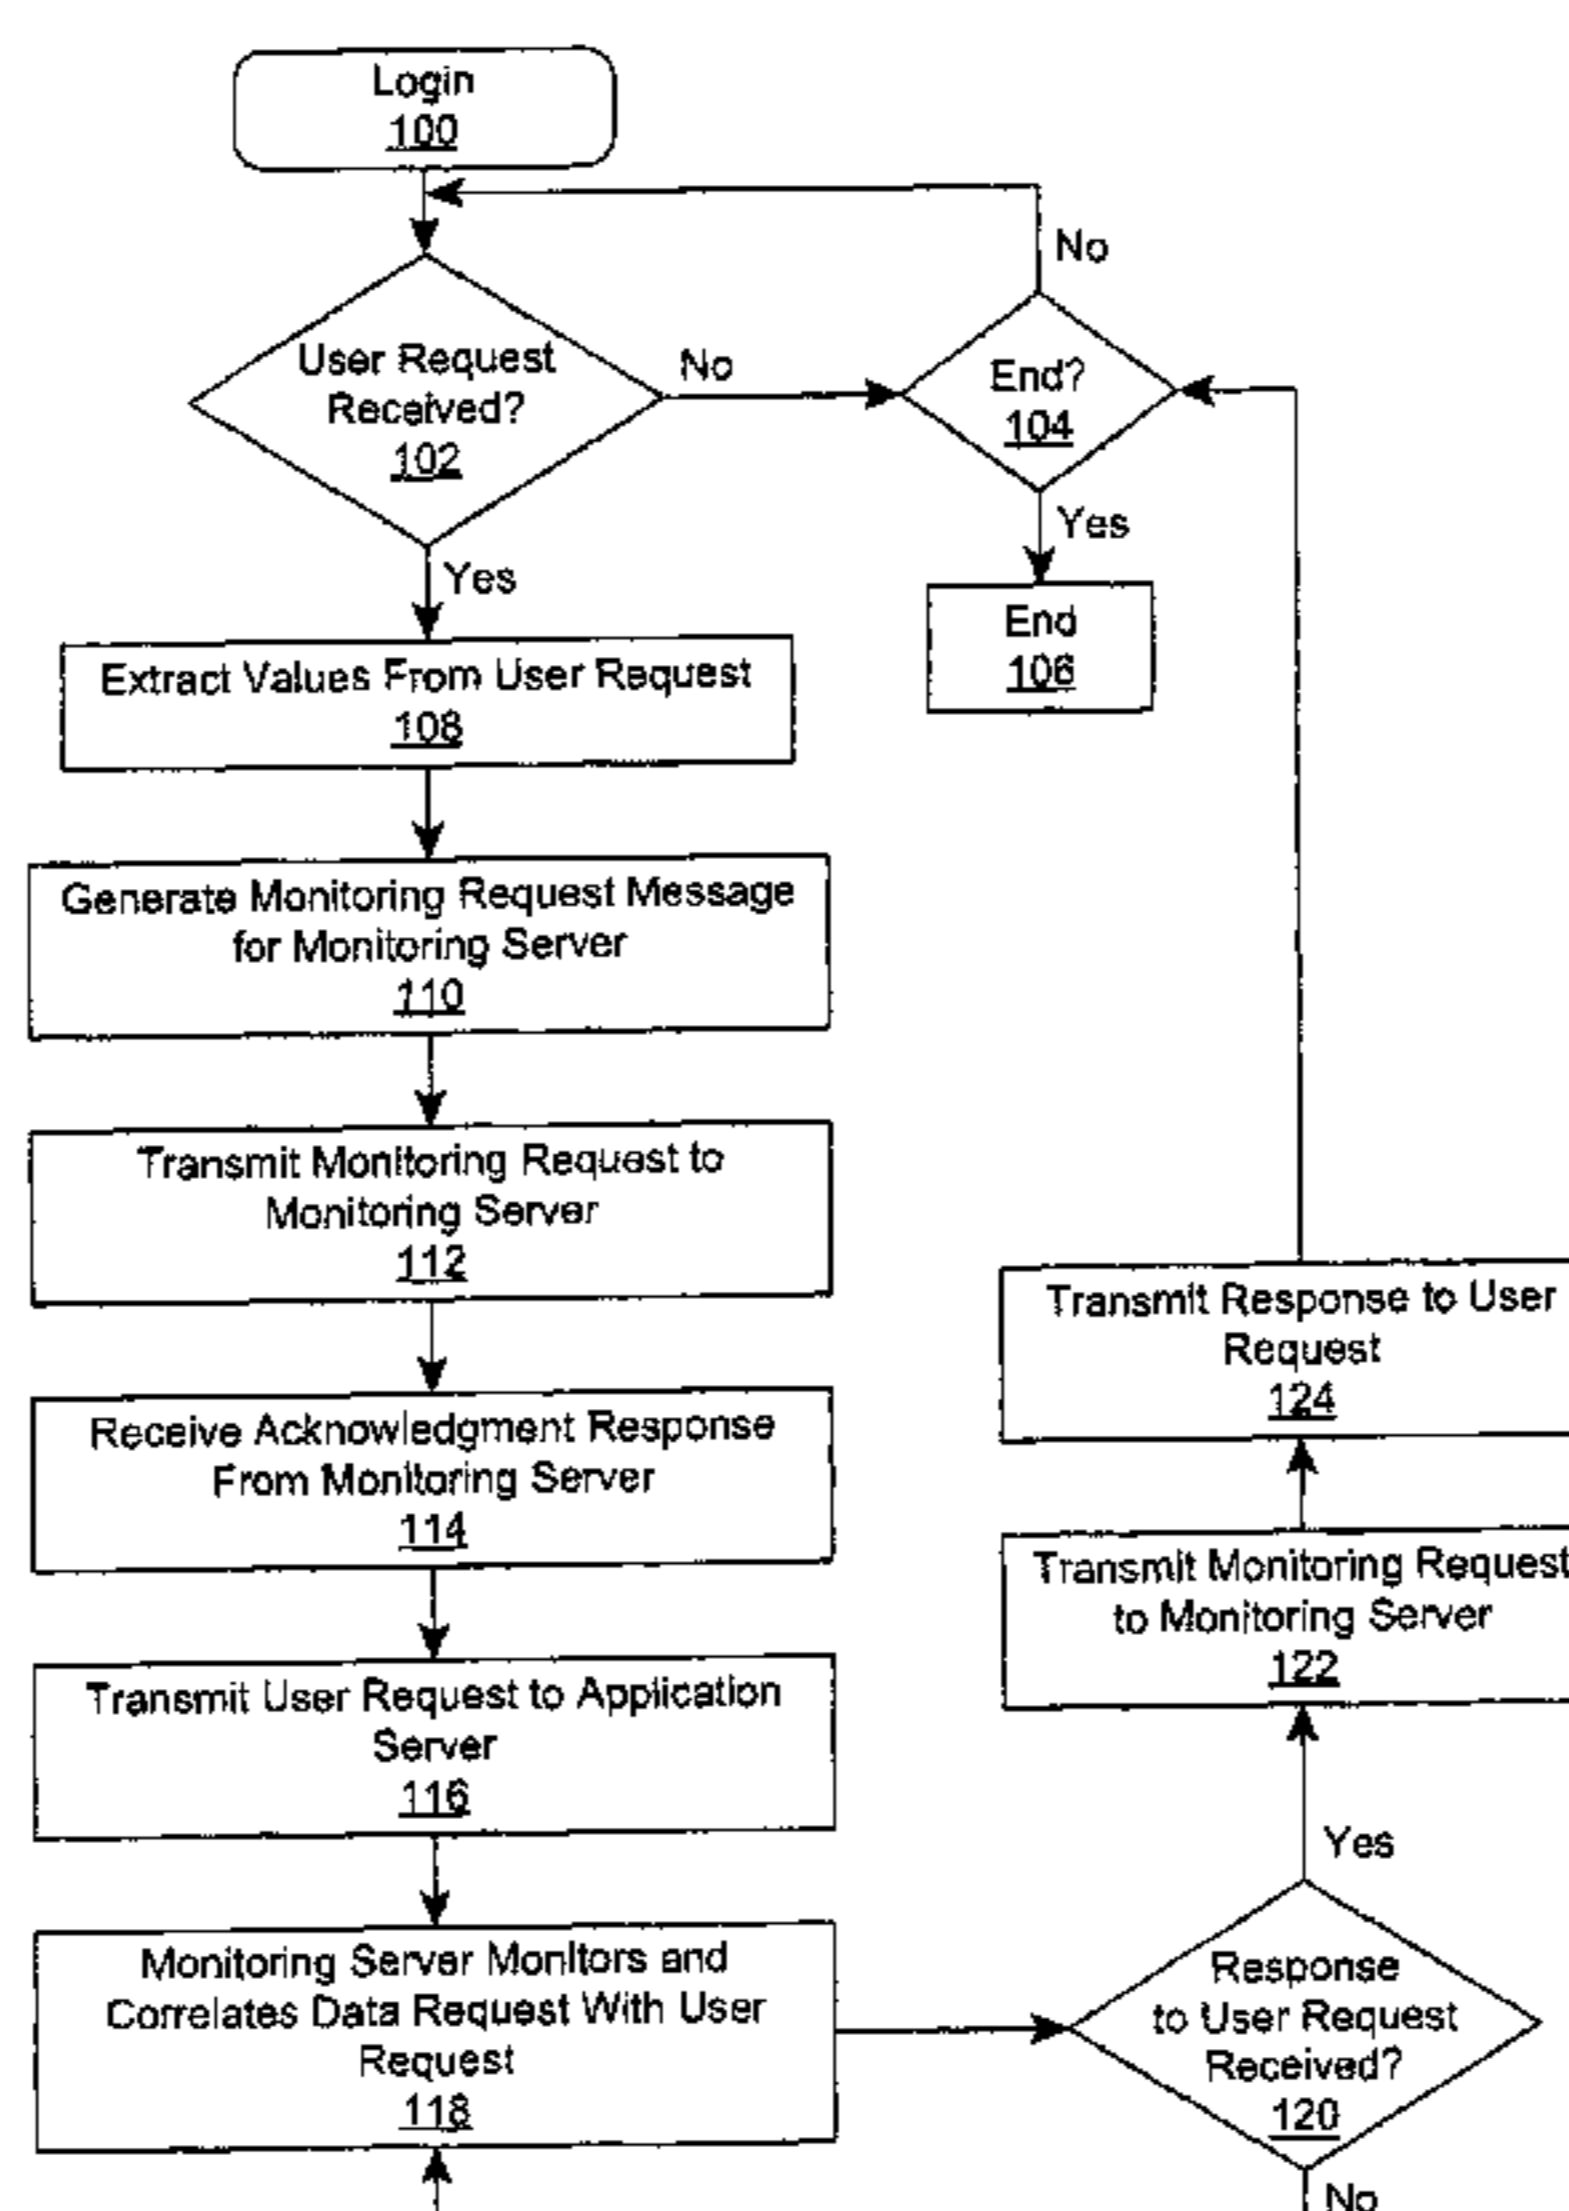 Login
100
No
User Request
Received?
102
No
End?
104
Yes
Yes
End
106
Extract Values From User Request
108
Generate Monitoring Request Message
for Monitoring Server
110
Transmit Monitoring Request to
Monitoring Server
112
Transmit Response to User
Request
124
Receive Acknowledgment Response
From Monitoring Server
114
Transmit Monitoring Request
to Monitoring Server
122
Transmit User Request to Application
Server
116
Yes
Monitoring Server Monitors and
Correlates Data Request With User
Request
118
Response
to User Request
Received?
120
No